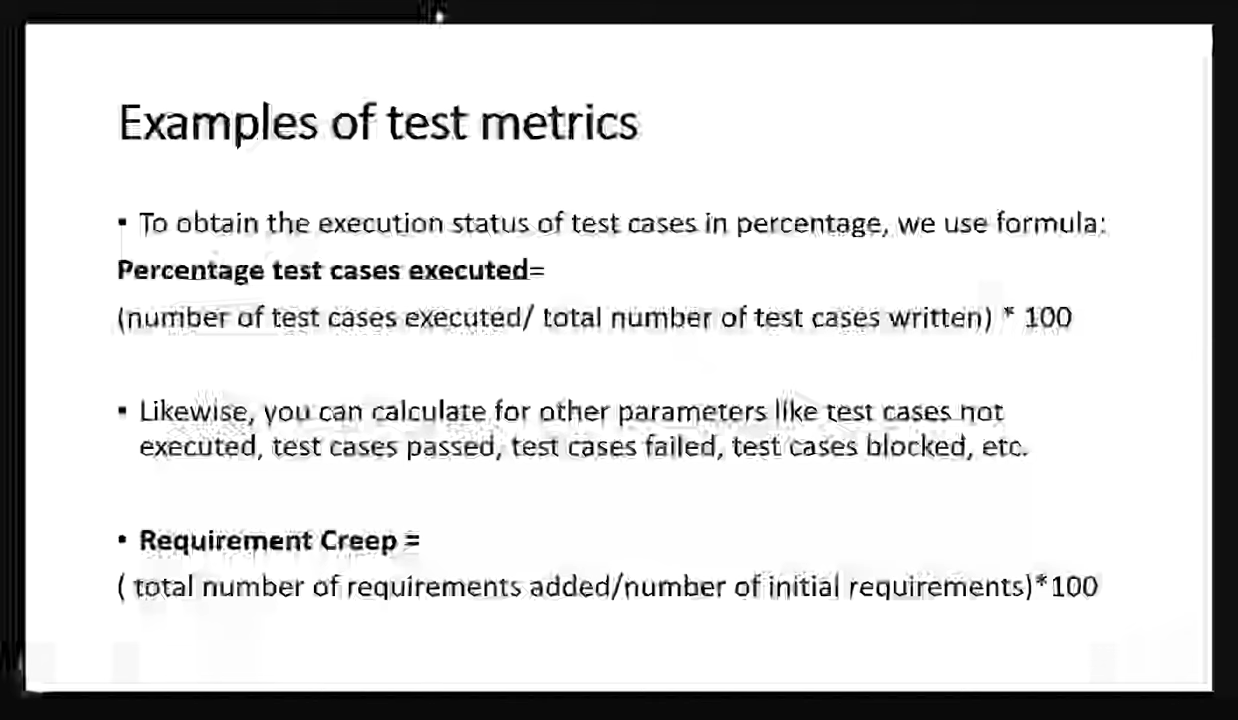 Examples of test metrics
▪ To obtain the execution status of test cases in percentage, we use formula:
Percentage test cases executed=
(number of test cases executed/ total number of test cases written) * 100
▪ Likewise, you can calculate for other parameters like test cases not
executed, test cases passed, test cases failed, test cases blocked, etc.
• Requirement Creep =
( total number of requirements added/number of initial requirements)*100